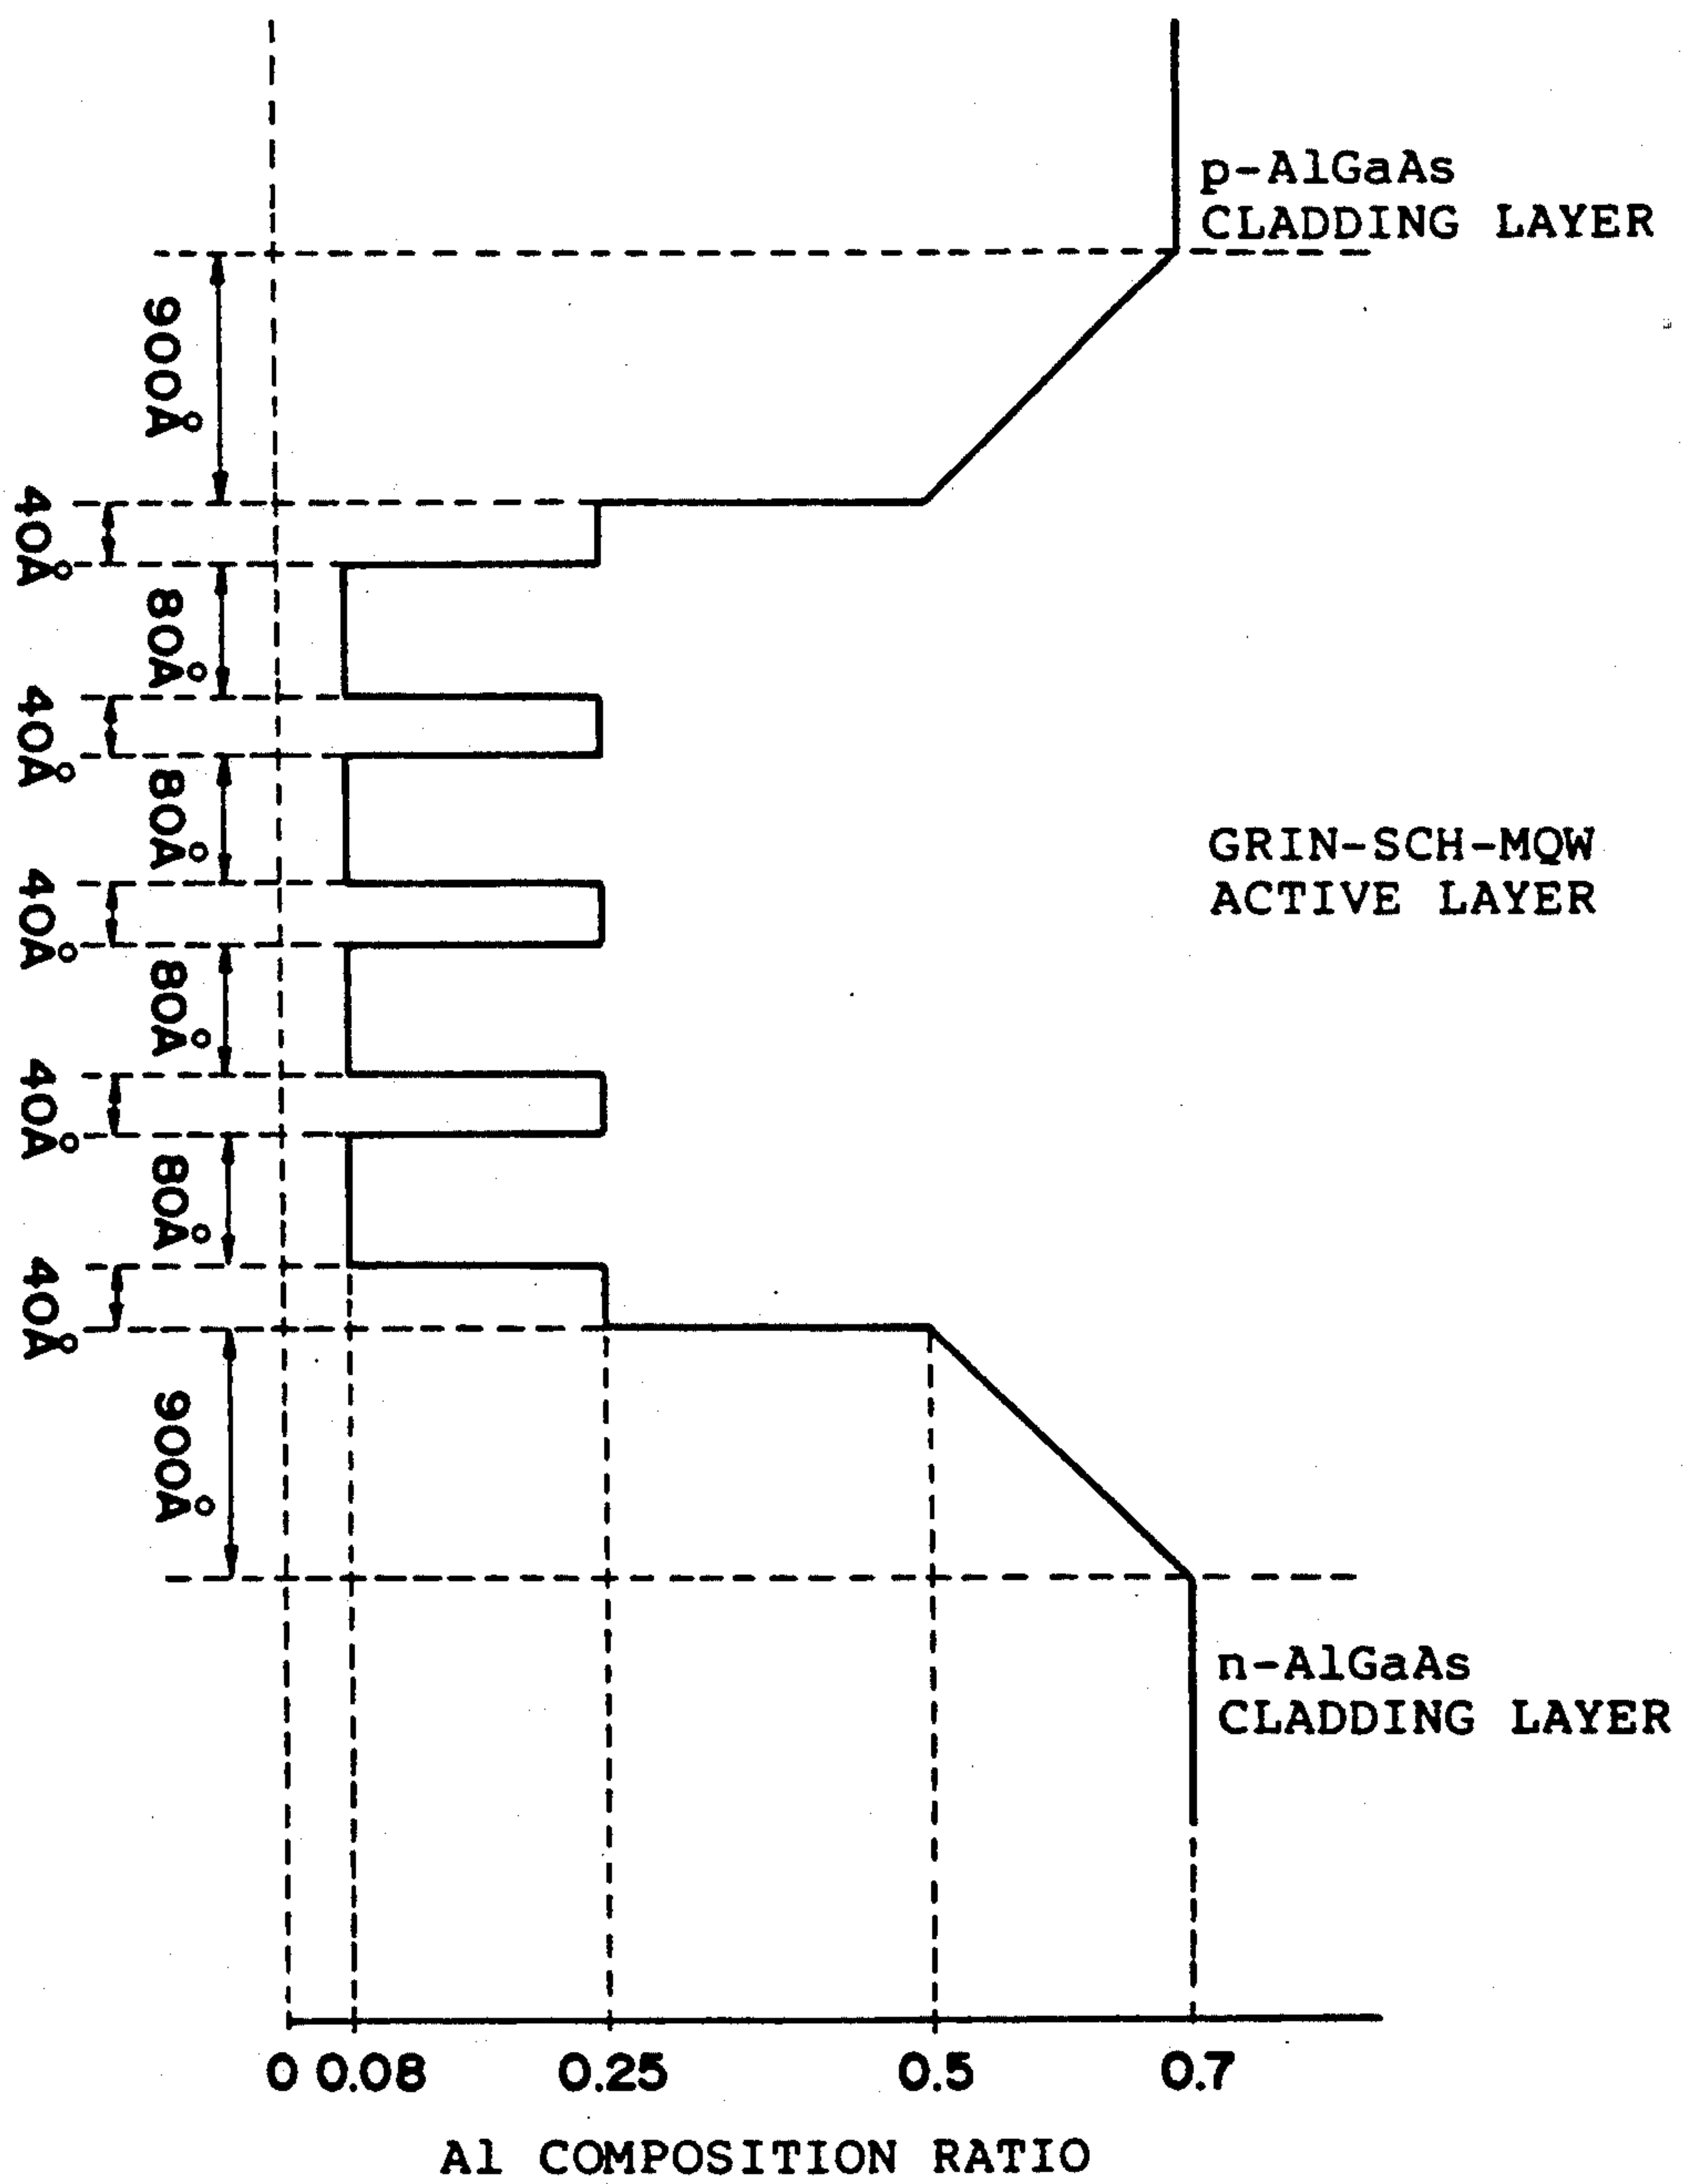 p-AlGaAs
CLADDING LAYER
900Å
40Å
80Å
40Å
80Å
40Å
80Å
40Å
80Å
40Å
900Å
GRIN-SCH-MQW
ACTIVE LAYER
n-AlGaAs
CLADDING LAYER
0 0.08 0.25 0.5 0.7
Al COMPOSITION RATIO